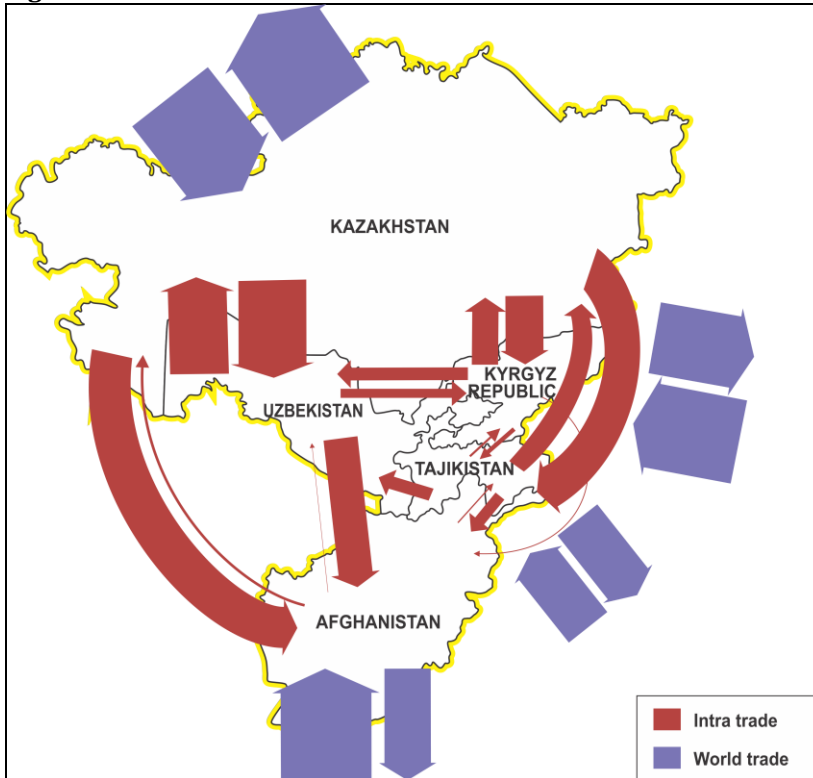 KAZAKHSTAN
KYRGYZ
REPUBLIC
UZBEKISTAN
TAJIKISTAN
AFGHANISTAN
Intra trade
World trade